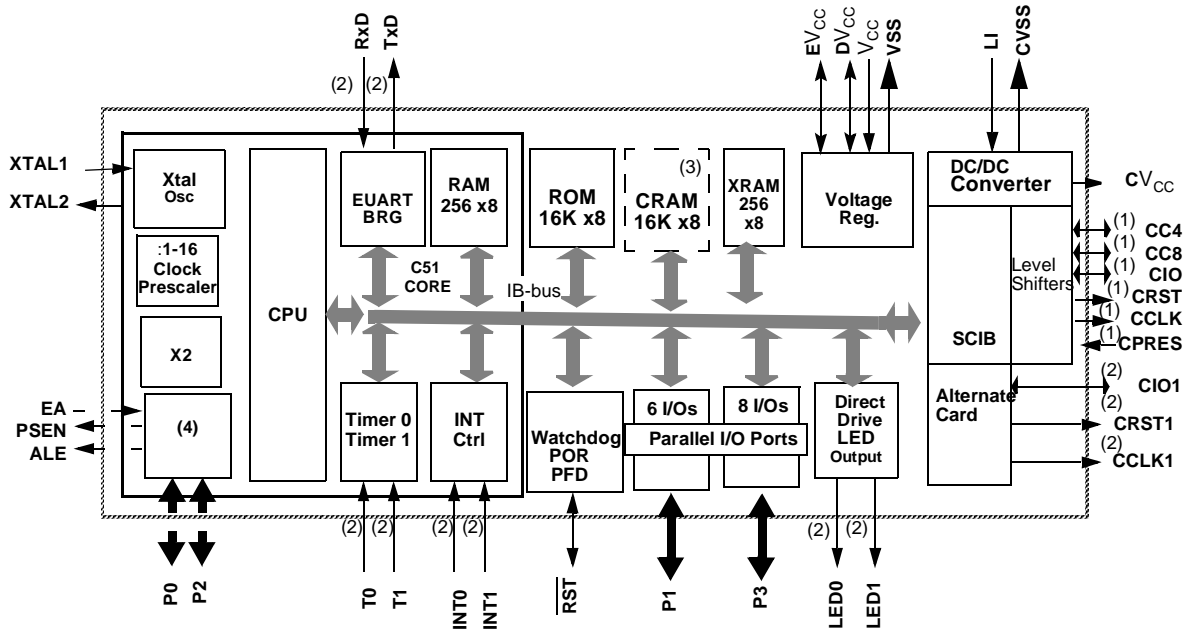 RxD
TxD
EVCC
DVCC
VCC
VSS
LI
CVSS
(2)
(2)
XTAL1
XTAL2
Xtal
Osc
:1-16
Clock
Prescaler
X2
(4)
EA
PSEN
ALE
CPU
EUART
BRG
RAM
256 x8
C51
CORE
ROM
16K x8
(3)
CRAM
16K x8
XRAM
256
x8
Voltage
Reg.
DC/DC
Converter
CVCC
IB-bus
Level
Shifters
SCIB
(1)
CC4
(1)
CC8
(1)
CIO
(1)
CRST
(1)
CCLK
(1)
CPRES
Timer 0
Timer 1
INT
Ctrl
Watchdog
POR
PFD
6 I/Os
8 I/Os
Parallel I/O Ports
Direct
Drive
LED
Output
Alternate
Card
(2)
CIO1
(2)
CRST1
(2)
CCLK1
(2)
(2)
(2)
(2)
(2)
(2)
P0
P2
T0
T1
INT0
INT1
RST
P1
P3
LED0
LED1